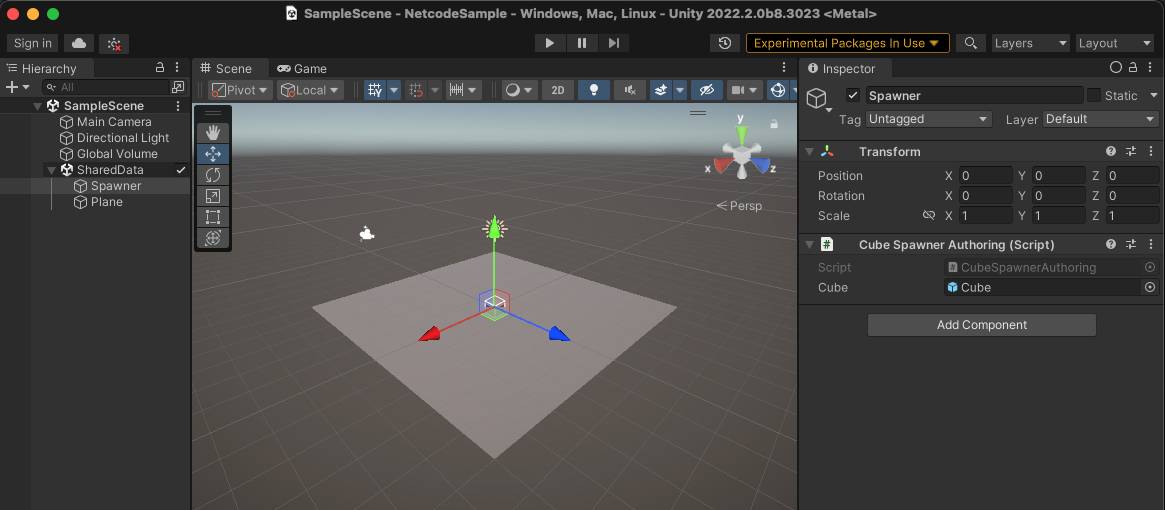 SampleScene - NetcodeSample - Windows, Mac, Linux - Unity 2022.2.0b8.3023 <Metal>
Sign in
Experimental Packages In Use
Layers
Layout
Hierarchy
All
SampleScene
Main Camera
Directional Light
Global Volume
SharedData
Spawner
Plane
Scene
Game
Pivot
Local
2D
y
x
z
Persp
Inspector
Spawner
Static
Tag
Untagged
Layer
Default
Transform
Position X 0 Y 0 Z 0
Rotation X 0 Y 0 Z 0
Scale X 1 Y 1 Z 1
# Cube Spawner Authoring (Script)
Script # CubeSpawnerAuthoring
Cube Cube
Add Component